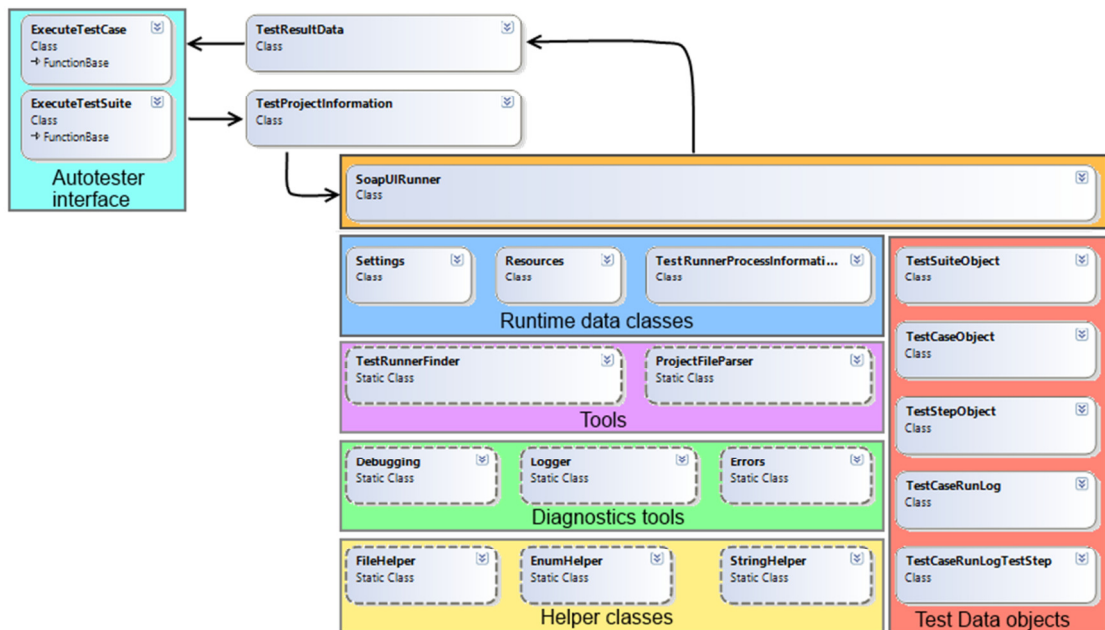 ExecuteTestCase
Class
FunctionBase
ExecuteTestSuite
Class
FunctionBase
Autotester
interface
TestResultData
Class
TestProjectInformation
Class
SoapUIRunner
Class
Settings
Class
Resources
Class
TestRunnerProcessInformati...
Class
Runtime data classes
TestRunnerFinder
Static Class
ProjectFileParser
Static Class
Tools
Debugging
Static Class
Logger
Static Class
Errors
Static Class
Diagnostics tools
FileHelper
Static Class
EnumHelper
Static Class
StringHelper
Static Class
Helper classes
TestSuiteObject
Class
TestCaseObject
Class
TestStepObject
Class
TestCaseRunLog
Class
TestCaseRunLogTestStep
Class
Test Data objects